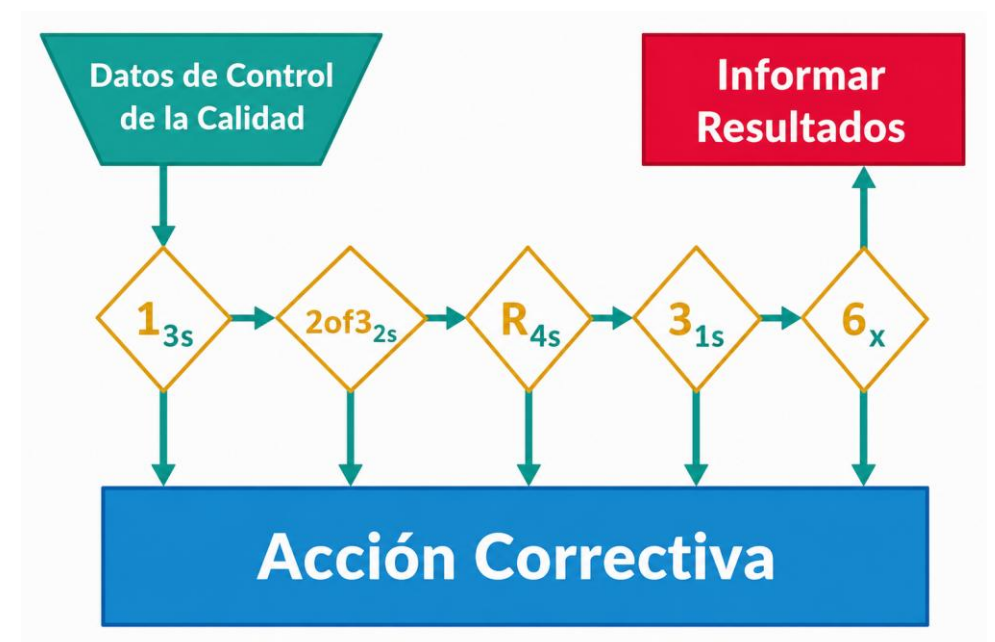 Datos de Control
de la Calidad
Informar
Resultados
13s
2of32s
R4s
31s
6x
Acción Correctiva